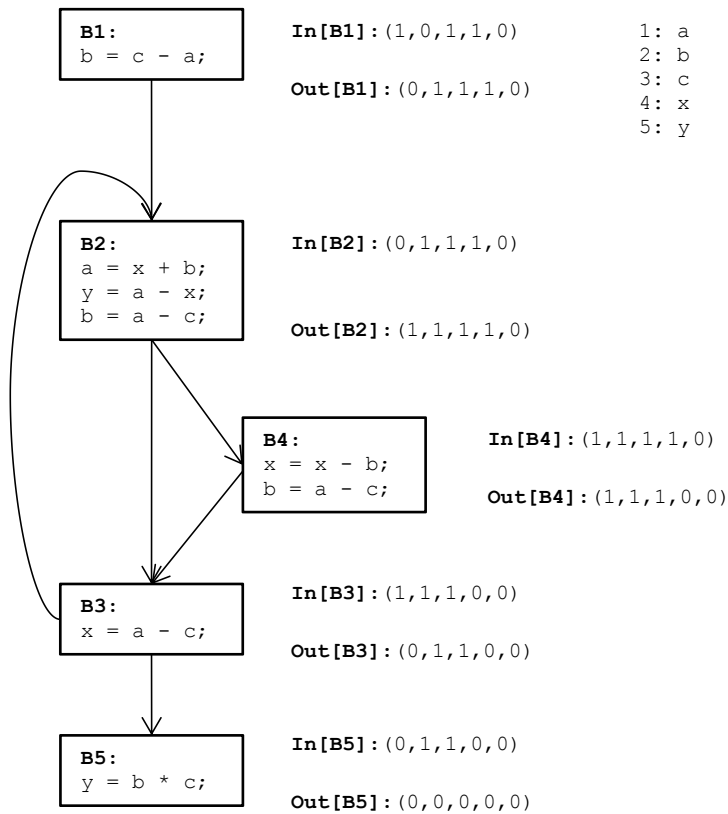 B1:
b = c - a;
In[B1]:(1,0,1,1,0)
Out[B1]:(0,1,1,1,0)
1: a
2: b
3: c
4: x
5: y
B2:
a = x + b;
y = a - x;
b = a - c;
In[B2]:(0,1,1,1,0)
Out[B2]:(1,1,1,1,0)
B4:
x = x - b;
b = a - c;
In[B4]:(1,1,1,1,0)
Out[B4]:(1,1,1,0,0)
B3:
x = a - c;
In[B3]:(1,1,1,0,0)
Out[B3]:(0,1,1,0,0)
B5:
y = b * c;
In[B5]:(0,1,1,0,0)
Out[B5]:(0,0,0,0,0)